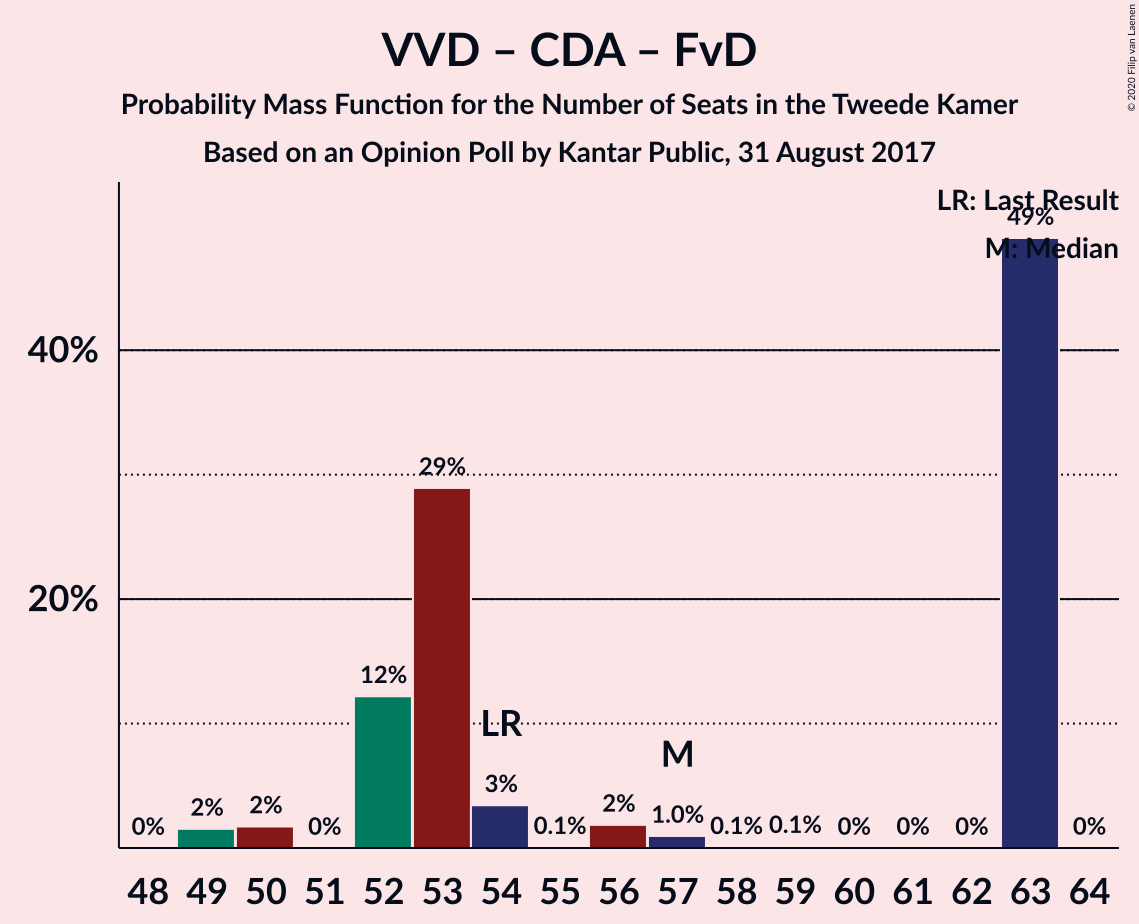 VVD – CDA – FvD
Probability Mass Function for the Number of Seats in the Tweede Kamer
Based on an Opinion Poll by Kantar Public, 31 August 2017
© 2020 Filip van Laenen
LR: Last Result
M: Median
40%
20%
0% 2% 2% 0% 12% 29% 3% 0.1% 2% 1.0% 0.1% 0.1% 0% 0% 0% 49% 0%
LR
M
48 49 50 51 52 53 54 55 56 57 58 59 60 61 62 63 64